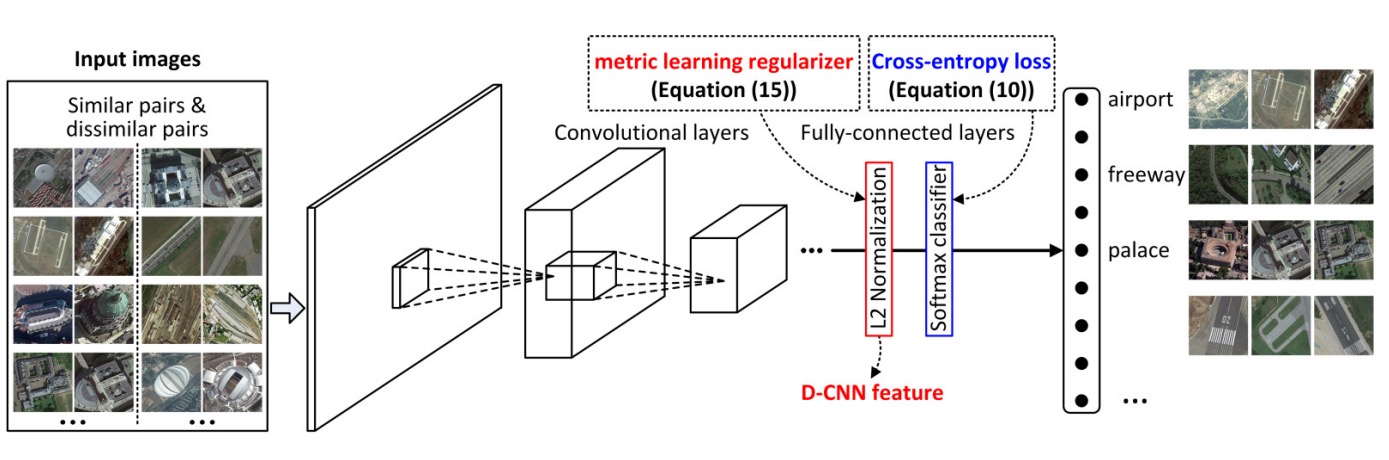 Input images
Similar pairs &
dissimilar pairs
...
...
metric learning regularizer
(Equation (15))
Cross-entropy loss
(Equation (10))
Convolutional layers
Fully-connected layers
...
L2 Normalization
Softmax classifier
D-CNN feature
airport
freeway
palace
...